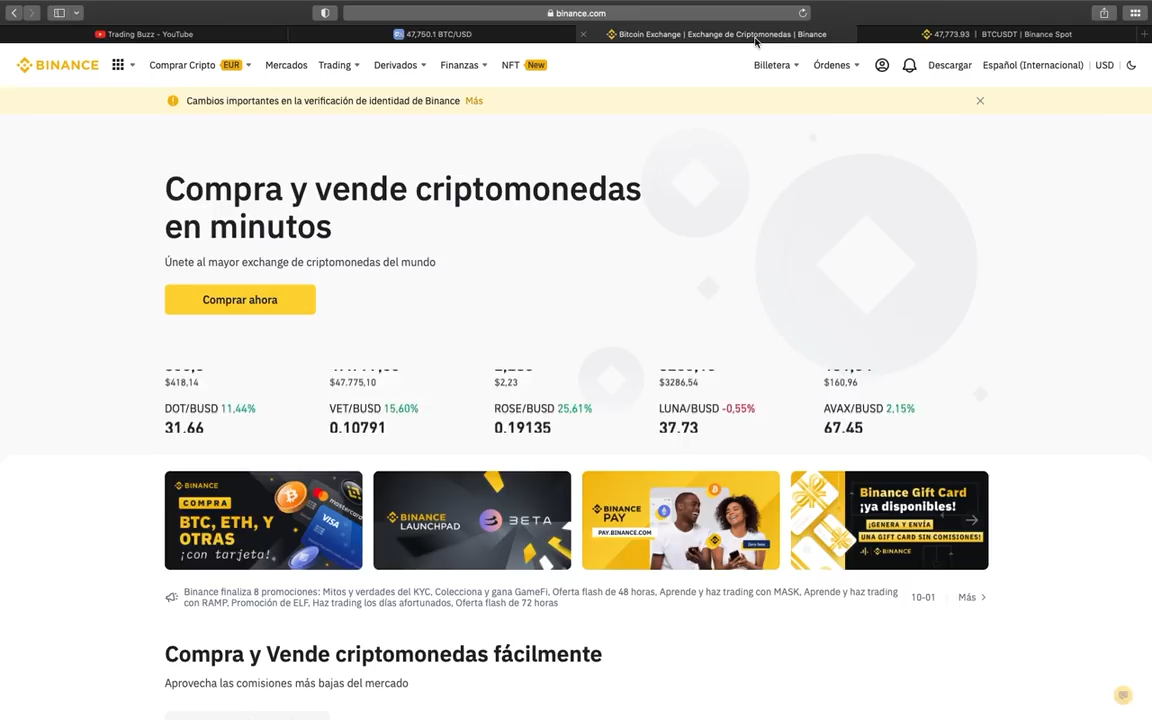 binance.com
Trading Buzz - YouTube
47,750.1 BTC/USD
Bitcoin Exchange | Exchange de Criptomonedas | Binance
47,773.93 | BTCUSDT | Binance Spot
BINANCE
Comprar Cripto EUR
Mercados
Trading
Derivados
Finanzas
NFT New
Billetera
Órdenes
Descargar
Español (Internacional)
USD
Cambios importantes en la verificación de identidad de Binance Más
Compra y vende criptomonedas
en minutos
Únete al mayor exchange de criptomonedas del mundo
Comprar ahora
$418,14
$47.775,10
$2,23
$3286,54
$160,96
DOT/BUSD 11,44%
VET/BUSD 15,60%
ROSE/BUSD 25,61%
LUNA/BUSD -0,55%
AVAX/BUSD 2,15%
31.66
0.10791
0.19135
37.73
67.45
BINANCE
COMPRA
BTC, ETH, Y
OTRAS
¡con tarjeta!
mastercard
VISA
BINANCE
LAUNCHPAD
BETA
BINANCE
PAY
PAY.BINANCE.COM
Binance Gift Card
¡ya disponibles!
¡GENERA Y ENVÍA
UNA GIFT CARD SIN COMISIONES!
BINANCE
Binance finaliza 8 promociones: Mitos y verdades del KYC, Colecciona y gana GameFi, Oferta flash de 48 horas, Aprende y haz trading con MASK, Aprende y haz trading
con RAMP, Promoción de ELF, Haz trading los días afortunados, Oferta flash de 72 horas
10-01
Más
Compra y Vende criptomonedas fácilmente
Aprovecha las comisiones más bajas del mercado